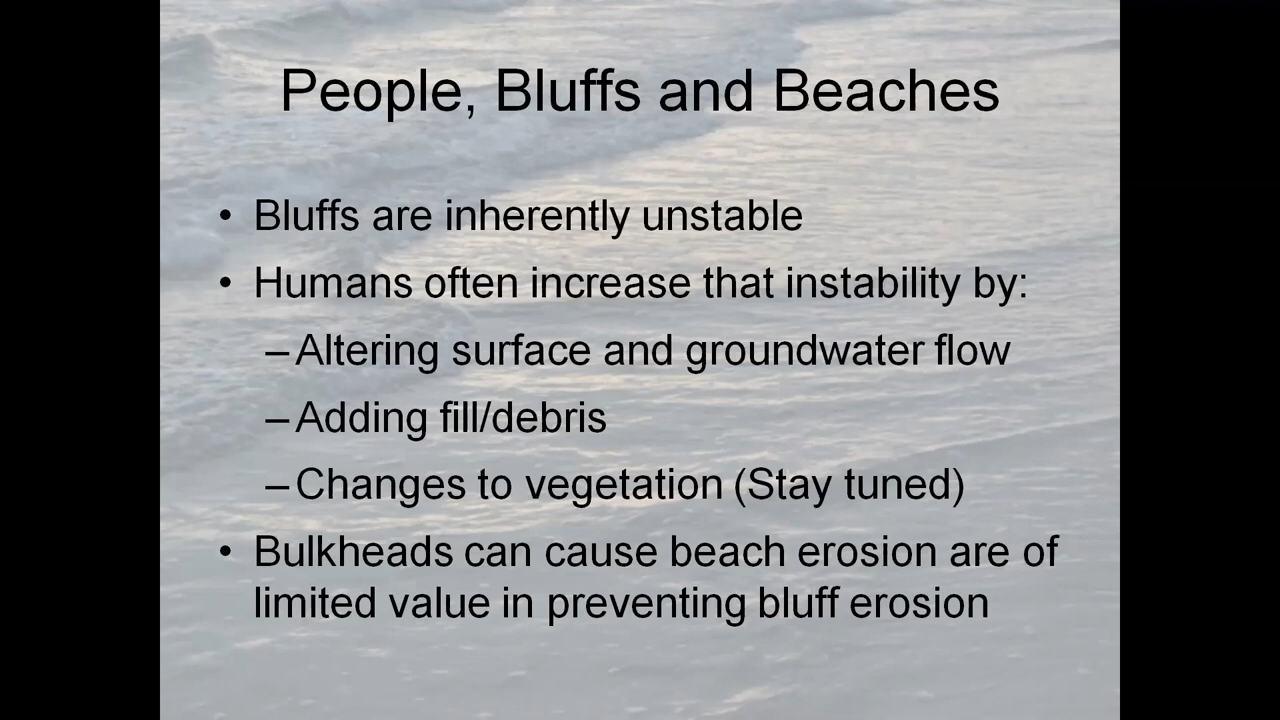 People, Bluffs and Beaches
• Bluffs are inherently unstable
• Humans often increase that instability by:
– Altering surface and groundwater flow
– Adding fill/debris
– Changes to vegetation (Stay tuned)
• Bulkheads can cause beach erosion are of
limited value in preventing bluff erosion